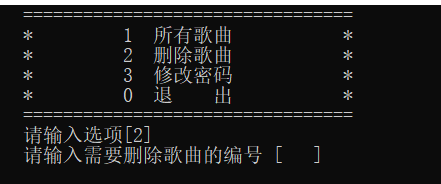 ==================================
*         1  所有歌曲           *
*         2  删除歌曲           *
*         3  修改密码           *
*         0  退    出           *
==================================
请输入选项[2]
请输入需要删除歌曲的编号 [   ]